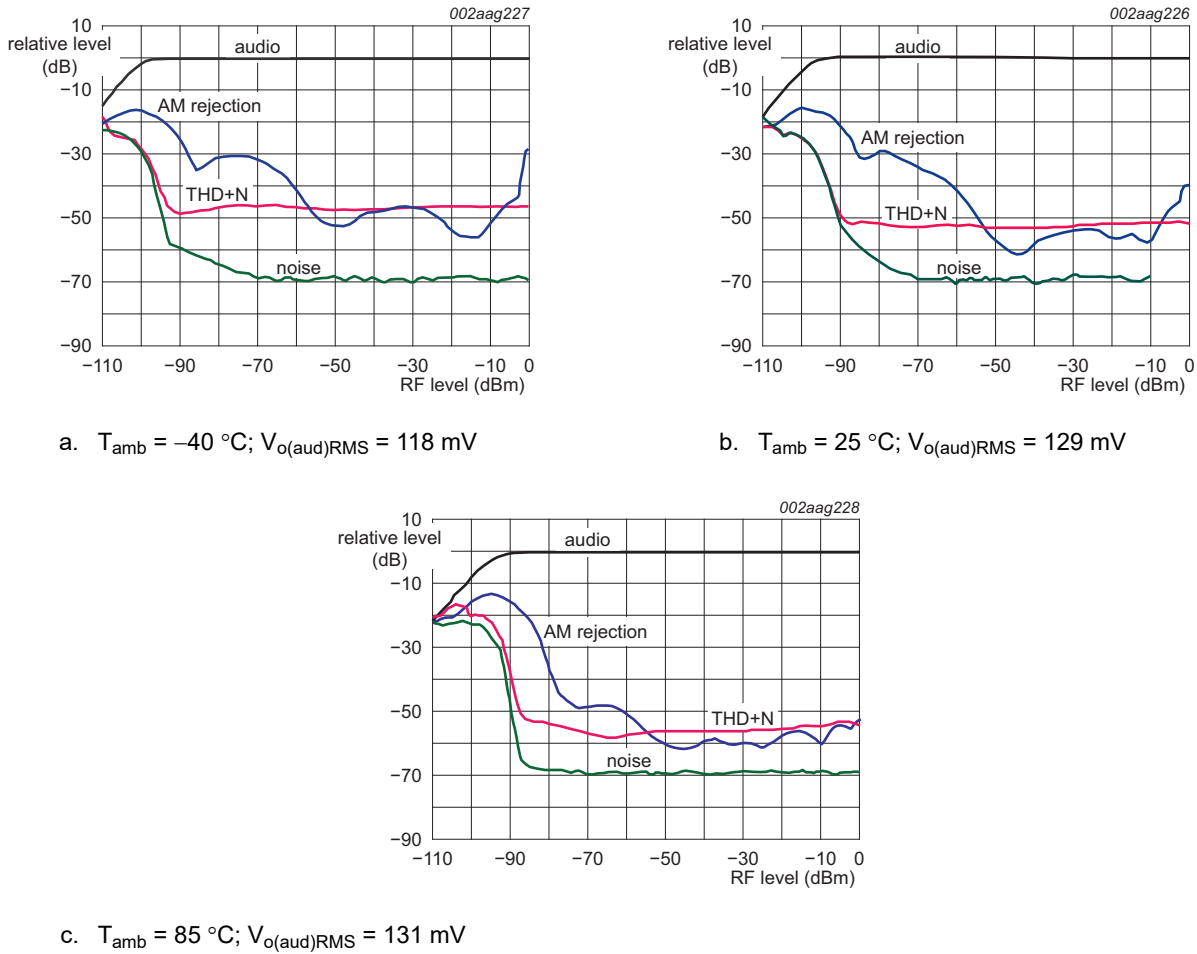 002aag227
10
relative level
(dB)
audio
−10
AM rejection
−30
THD+N
−50
noise
−70
−90
−110 −90 −70 −50 −30 −10 0
RF level (dBm)
a. Tamb = −40 °C; Vo(aud)RMS = 118 mV
002aag226
10
relative level
(dB)
audio
−10
AM rejection
−30
THD+N
−50
noise
−70
−90
−110 −90 −70 −50 −30 −10 0
RF level (dBm)
b. Tamb = 25 °C; Vo(aud)RMS = 129 mV
002aag228
10
relative level
(dB)
audio
−10
AM rejection
−30
−50
THD+N
noise
−70
−90
−110 −90 −70 −50 −30 −10 0
RF level (dBm)
c. Tamb = 85 °C; Vo(aud)RMS = 131 mV